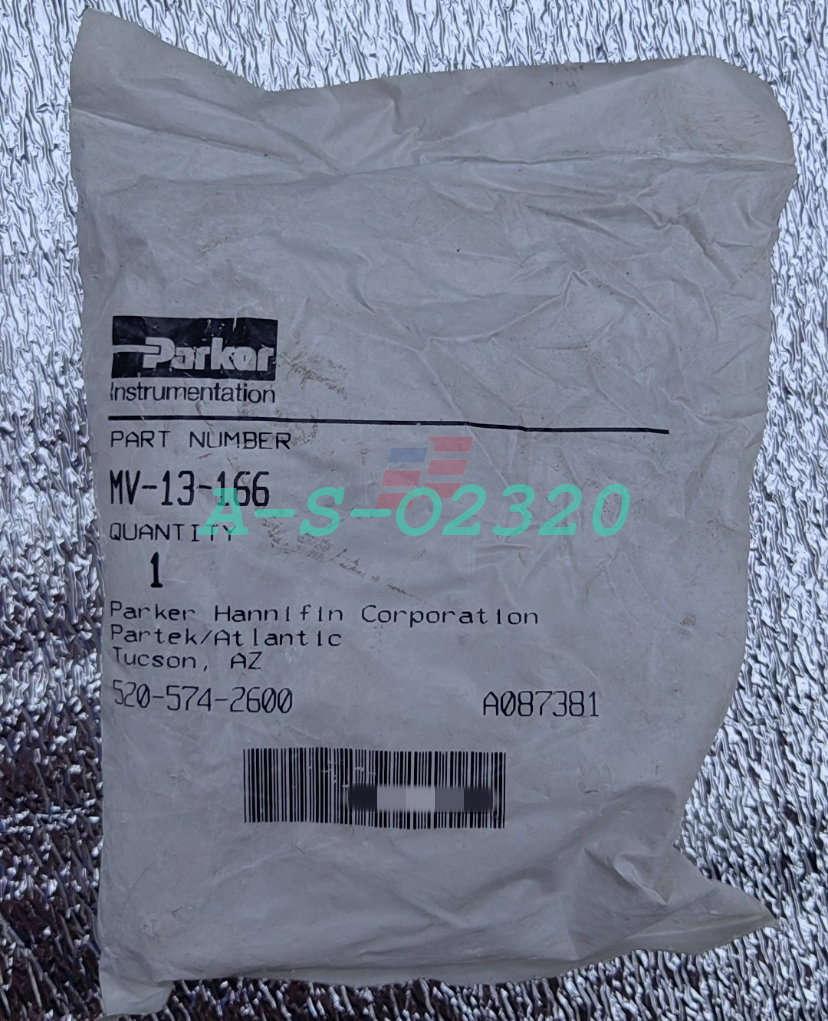 Parker
Instrumentation
PART NUMBER
MV-13-166
A-S-O2320
QUANTITY
1
Parker Hannifin Corporation
Partek/Atlantic
Tucson, AZ
520-574-2600
A087381